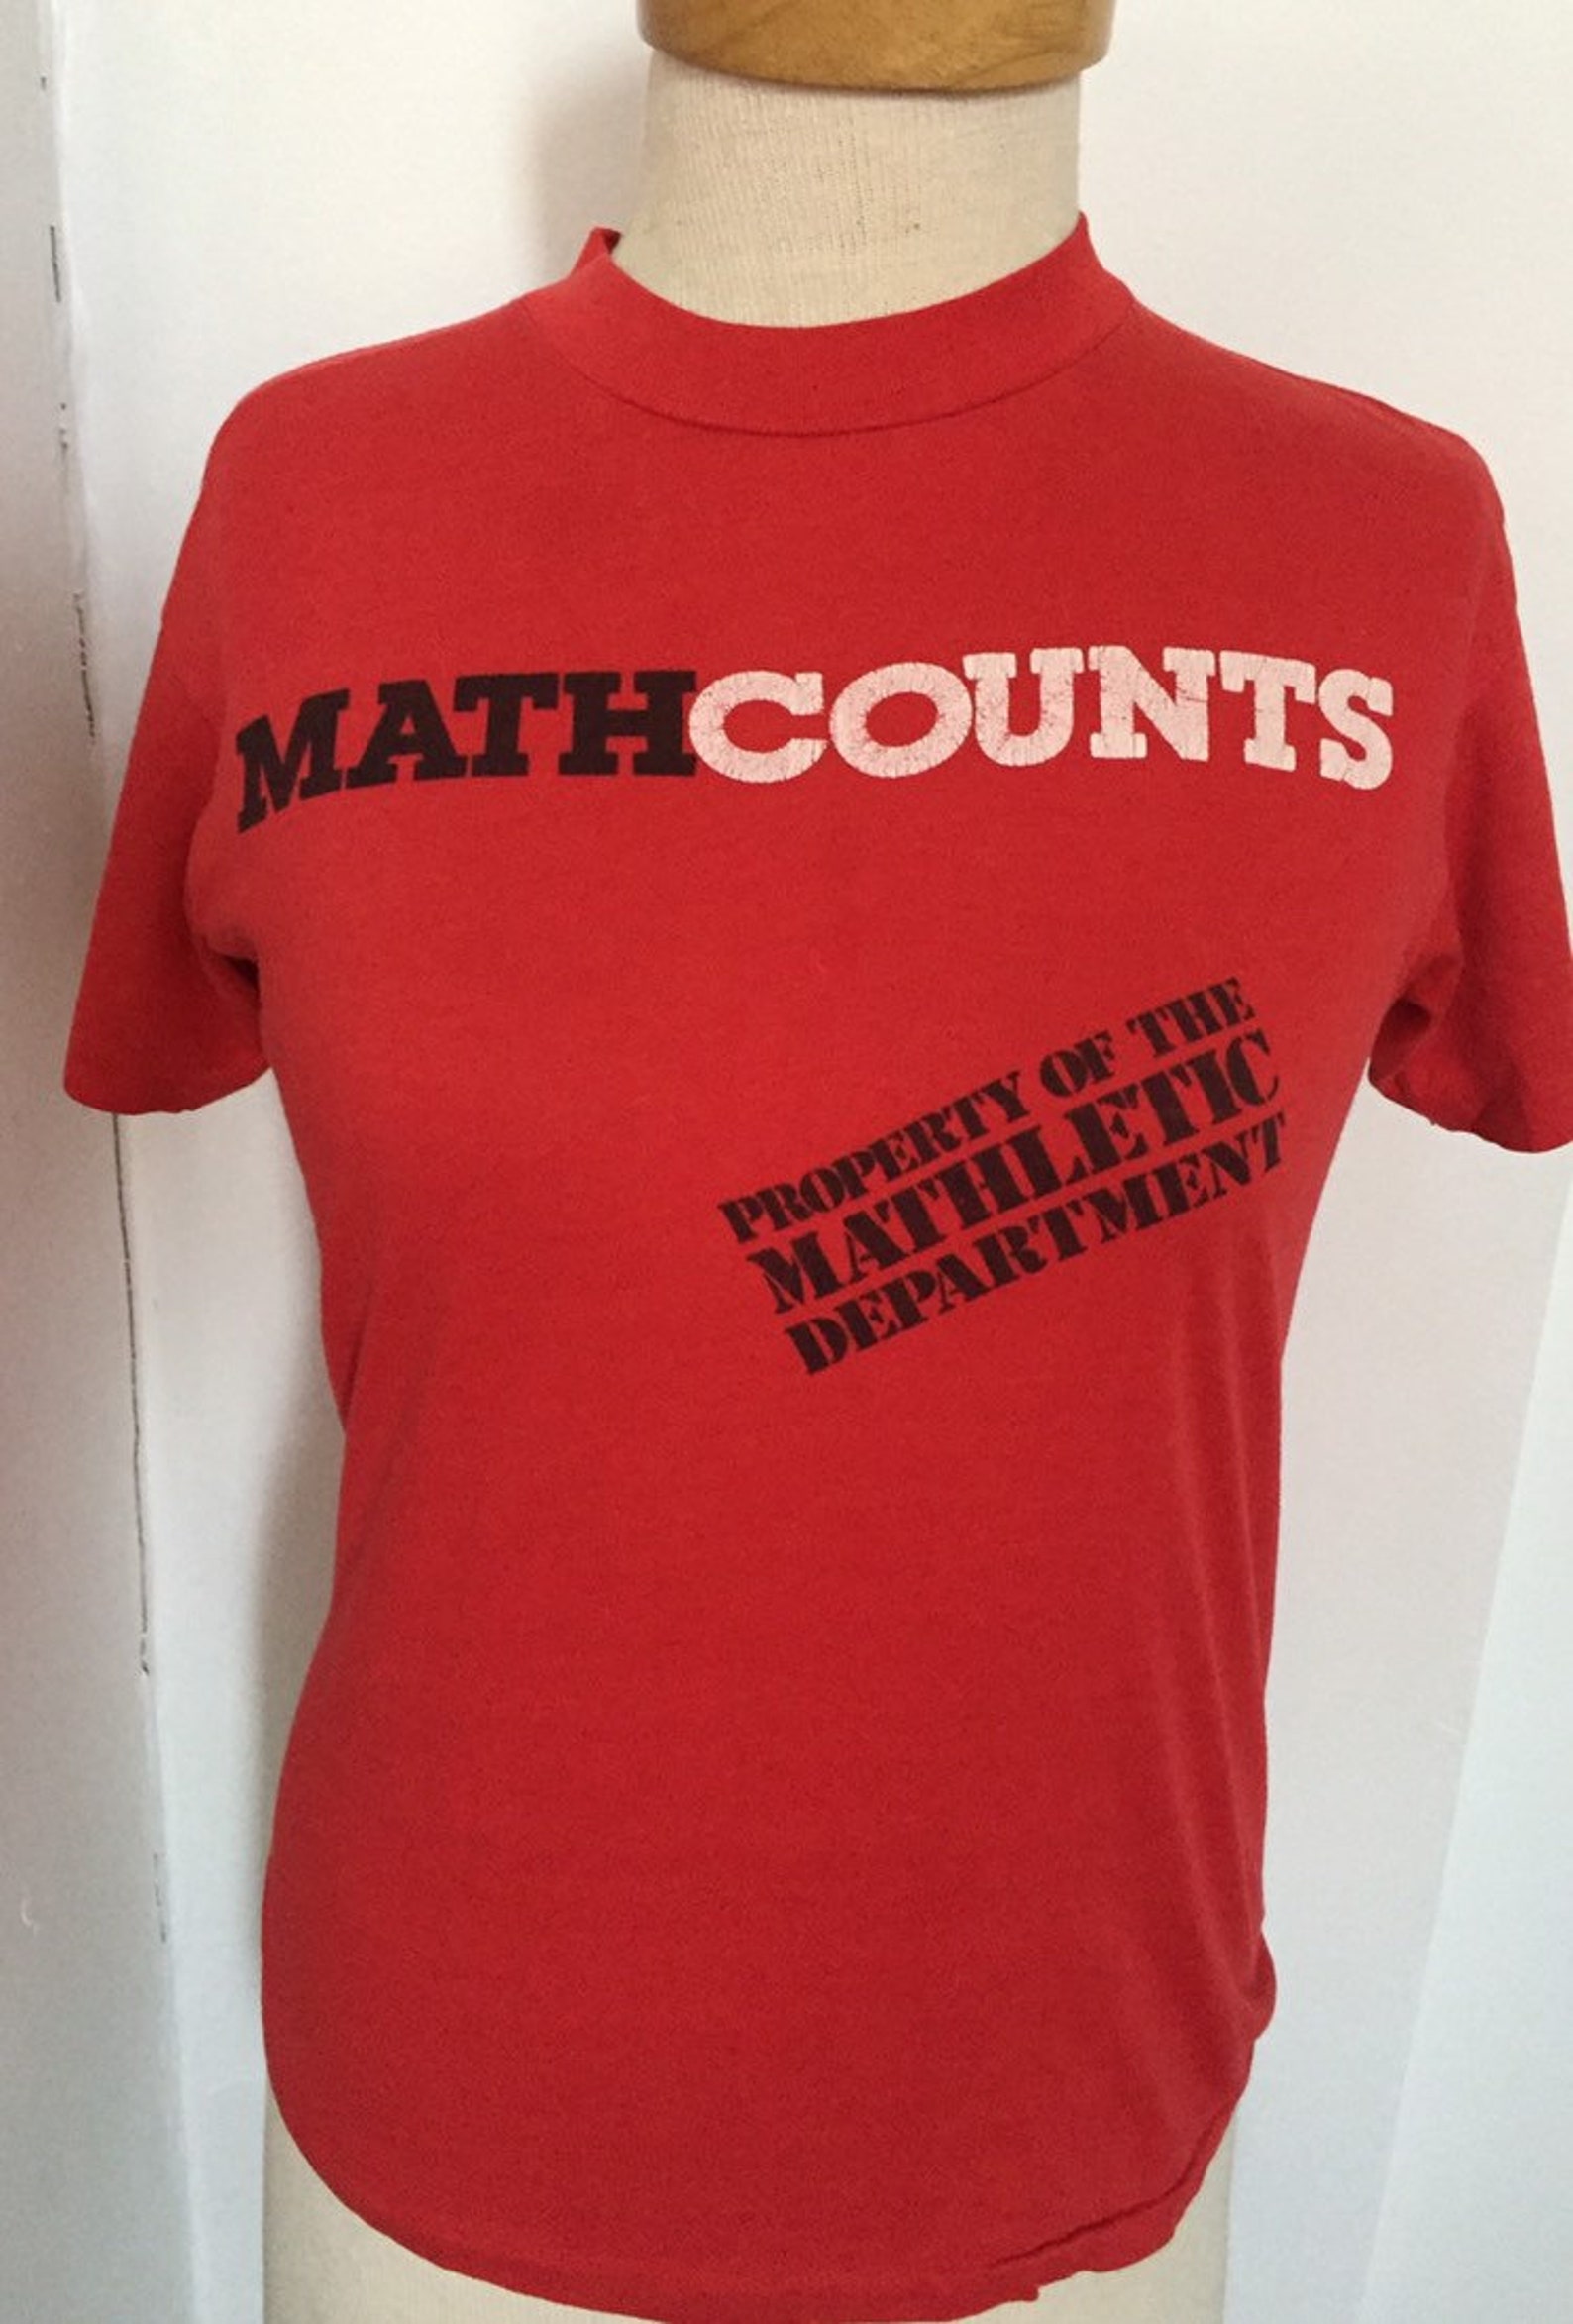 MATHCOUNTS
PROPERTY OF THE
MATHLETIC
DEPARTMENT